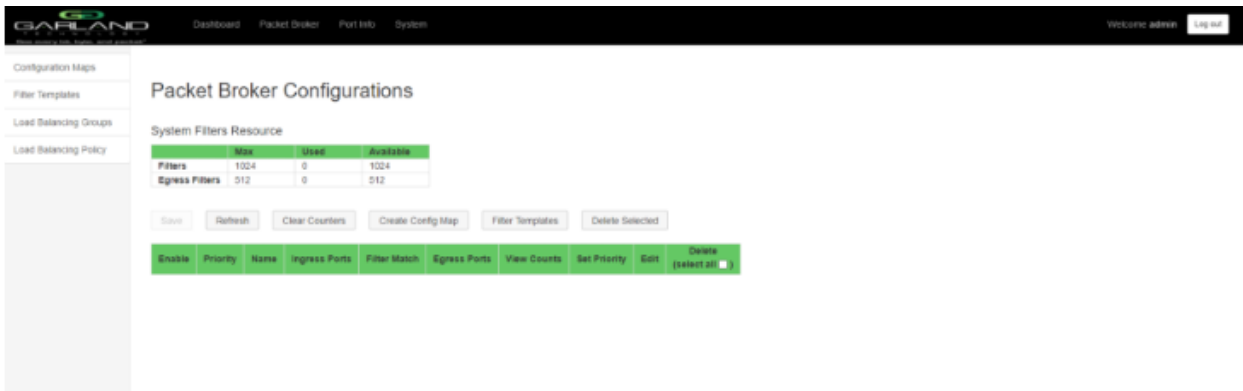 GARLAND
TECHNOLOGY
Dashboard Packet Broker Port Info System
Welcome admin Log out
Configuration Maps
Filter Templates
Load Balancing Groups
Load Balancing Policy
Packet Broker Configurations
System Filters Resource
Max Used Available
Filters 1024 0 1024
Egress Filters 512 0 512
Save Refresh Clear Counters Create Config Map Filter Templates Delete Selected
Enable Priority Name Ingress Ports Filter Match Egress Ports View Counts Set Priority Edit Delete
(select all )